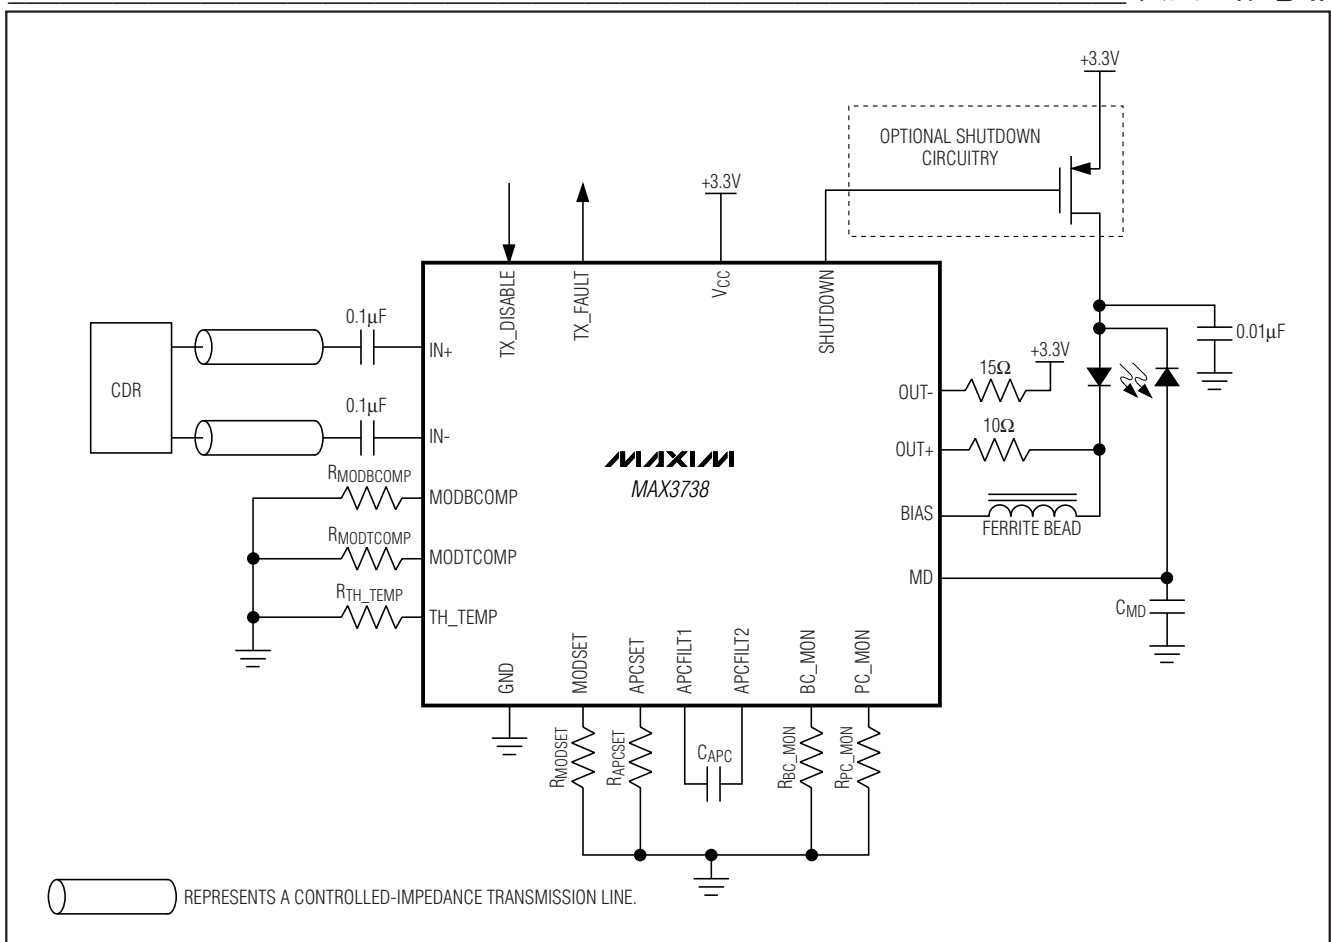 +3.3V
OPTIONAL SHUTDOWN
CIRCUITRY
+3.3V
TX_DISABLE
TX_FAULT
VCC
SHUTDOWN
0.1µF
IN+
CDR
0.1µF
IN-
0.01µF
+3.3V
15Ω
OUT-
10Ω
OUT+
MAXIM
MAX3738
RMODBCOMP
MODBCOMP
BIAS
FERRITE BEAD
RMODTCOMP
MODTCOMP
MD
RTH_TEMP
TH_TEMP
CMD
GND
MODSET
APCSET
APCFILT1
APCFILT2
BC_MON
PC_MON
RMODSET
RAPCSET
CAPC
RBC_MON
RPC_MON
REPRESENTS A CONTROLLED-IMPEDANCE TRANSMISSION LINE.